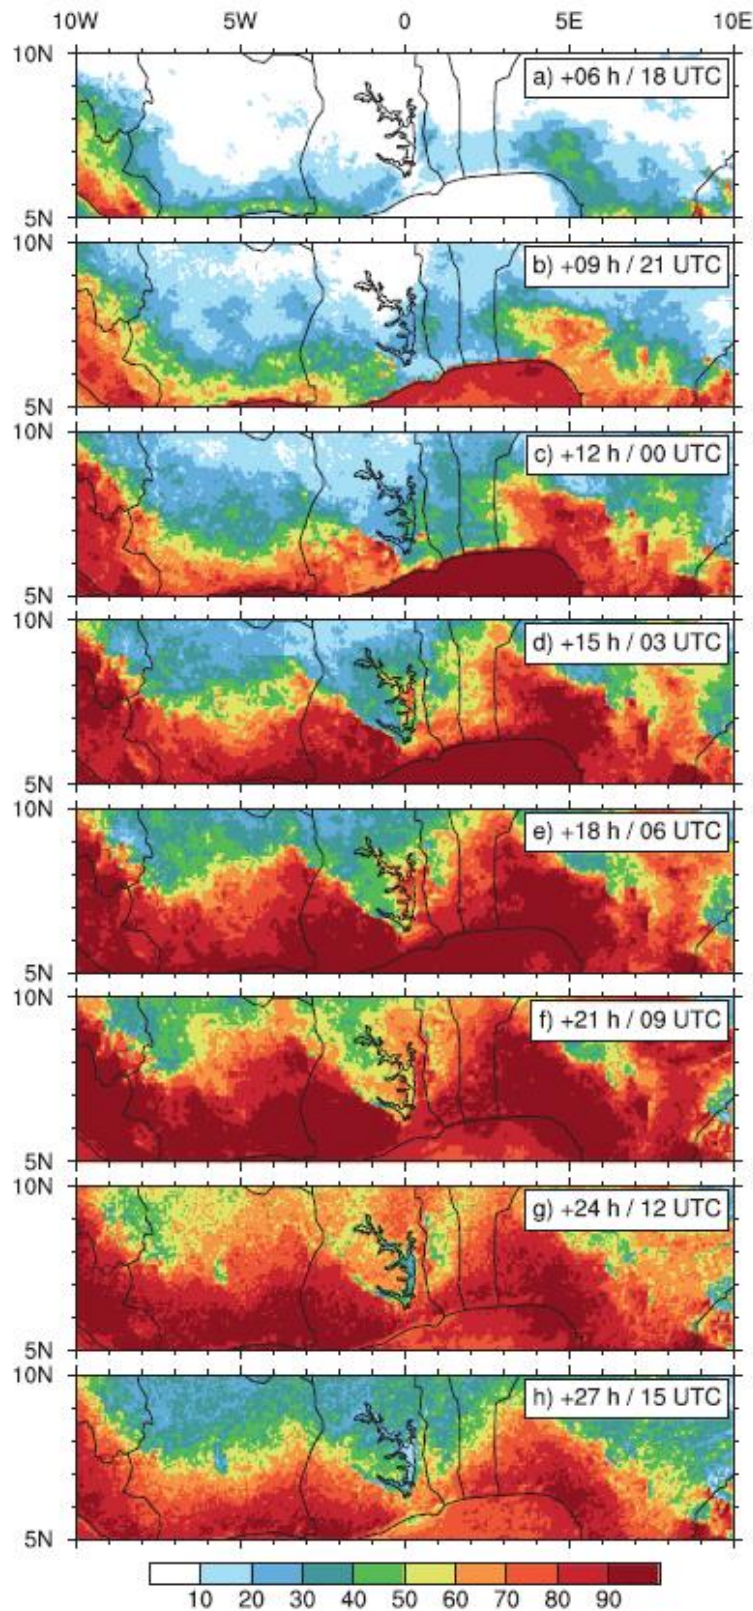 10W 5W 0 5E 10E
10N
a) +06 h / 18 UTC
5N
10N
b) +09 h / 21 UTC
5N
10N
c) +12 h / 00 UTC
5N
10N
d) +15 h / 03 UTC
5N
10N
e) +18 h / 06 UTC
5N
10N
f) +21 h / 09 UTC
5N
10N
g) +24 h / 12 UTC
5N
10N
h) +27 h / 15 UTC
5N
10 20 30 40 50 60 70 80 90